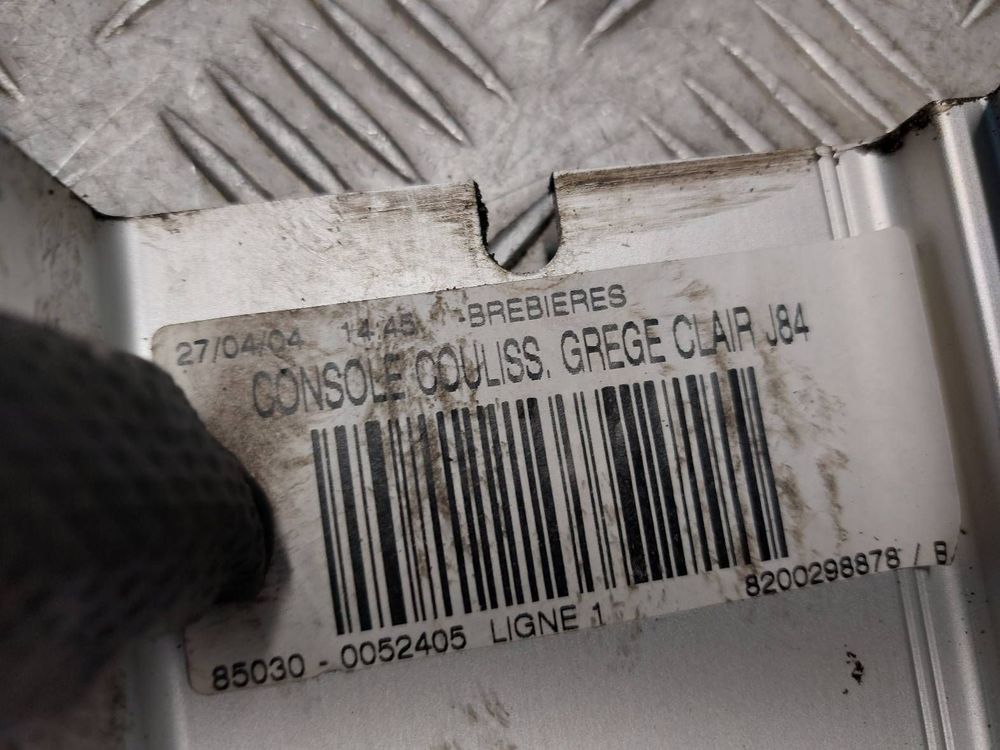 27/04/04 14:45 -BREBIERES
CONSOLE COULISS. GREGE CLAIR J84
85030 - 0052405 LIGNE 1 8200298878 / B